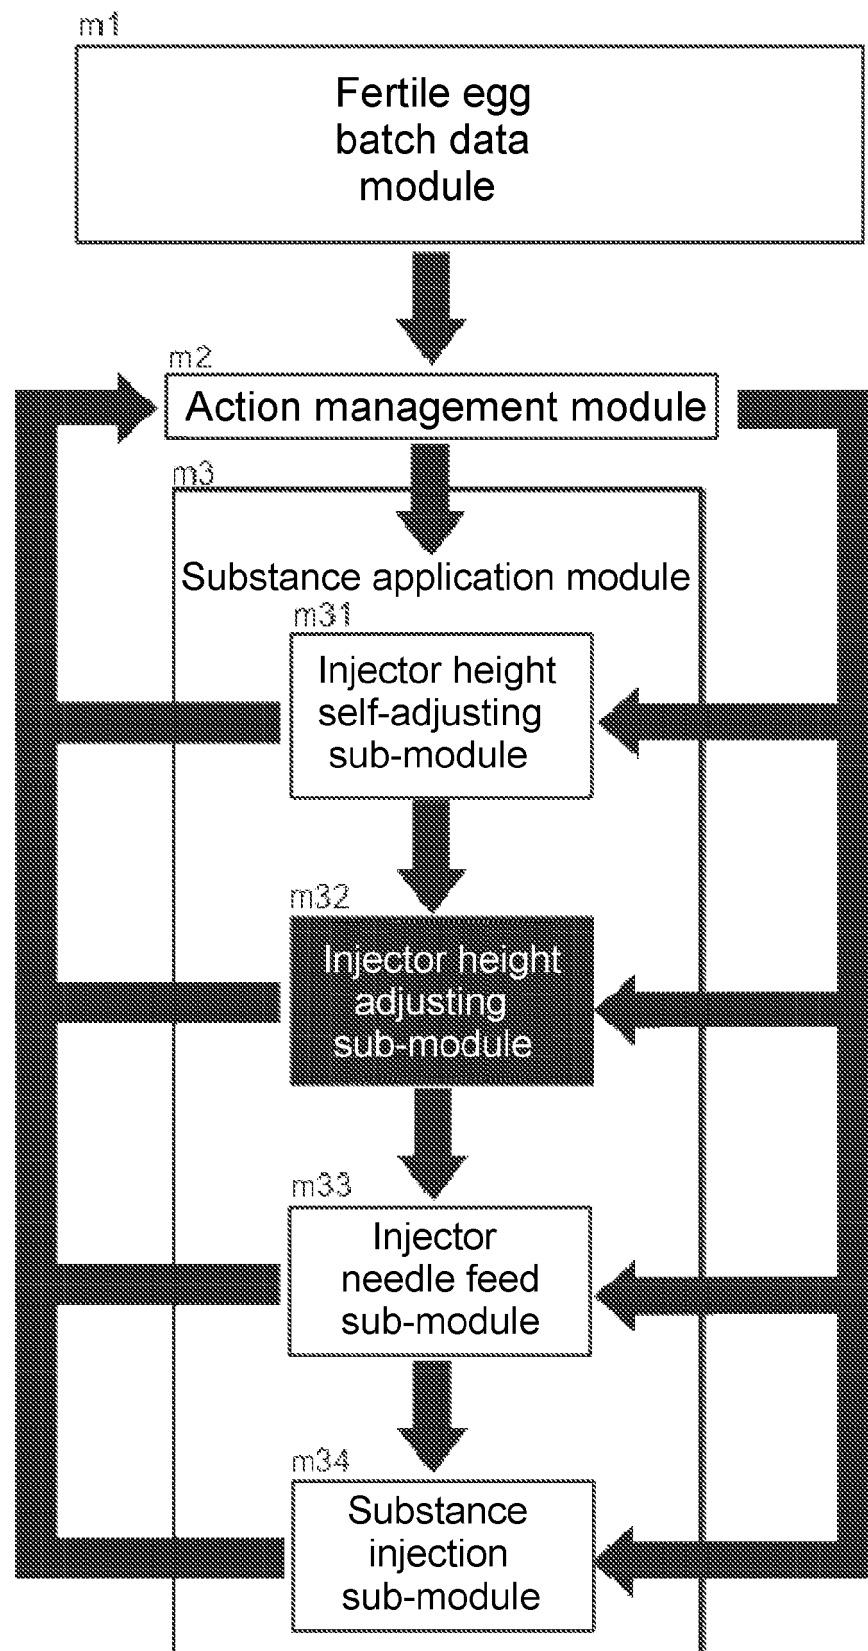 m1
Fertile egg
batch data
module
m2
Action management module
m3
Substance application module
m31
Injector height
self-adjusting
sub-module
m32
Injector height
adjusting
sub-module
m33
Injector
needle feed
sub-module
m34
Substance
injection
sub-module